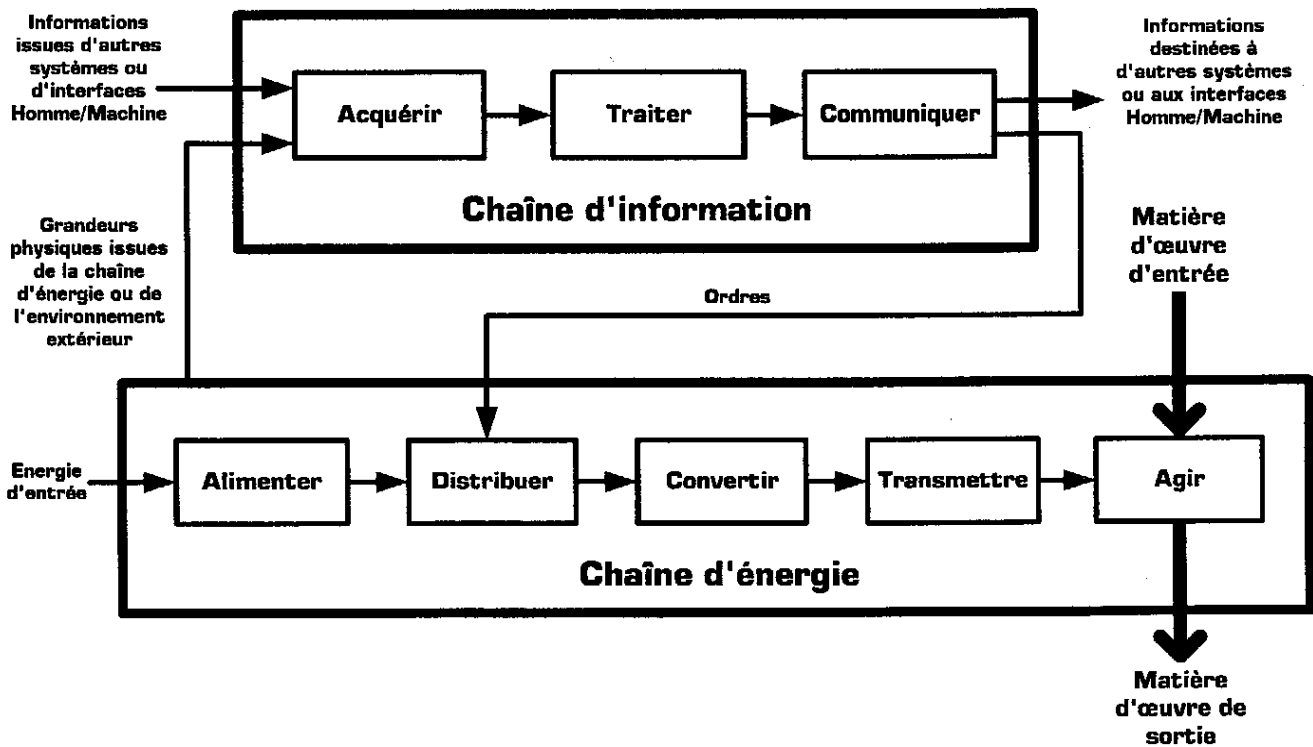 Informations
issues d'autres
systèmes ou
d'interfaces
Homme/Machine
Acquérir
Traiter
Communiquer
Informations
destinées à
d'autres systèmes
ou aux interfaces
Homme/Machine
Chaîne d'information
Grandeurs
physiques issues
de la chaîne
d'énergie ou de
l'environnement
extérieur
Ordres
Matière
d'œuvre
d'entrée
Energie
d'entrée
Alimenter
Distribuer
Convertir
Transmettre
Agir
Chaîne d'énergie
Matière
d'œuvre de
sortie